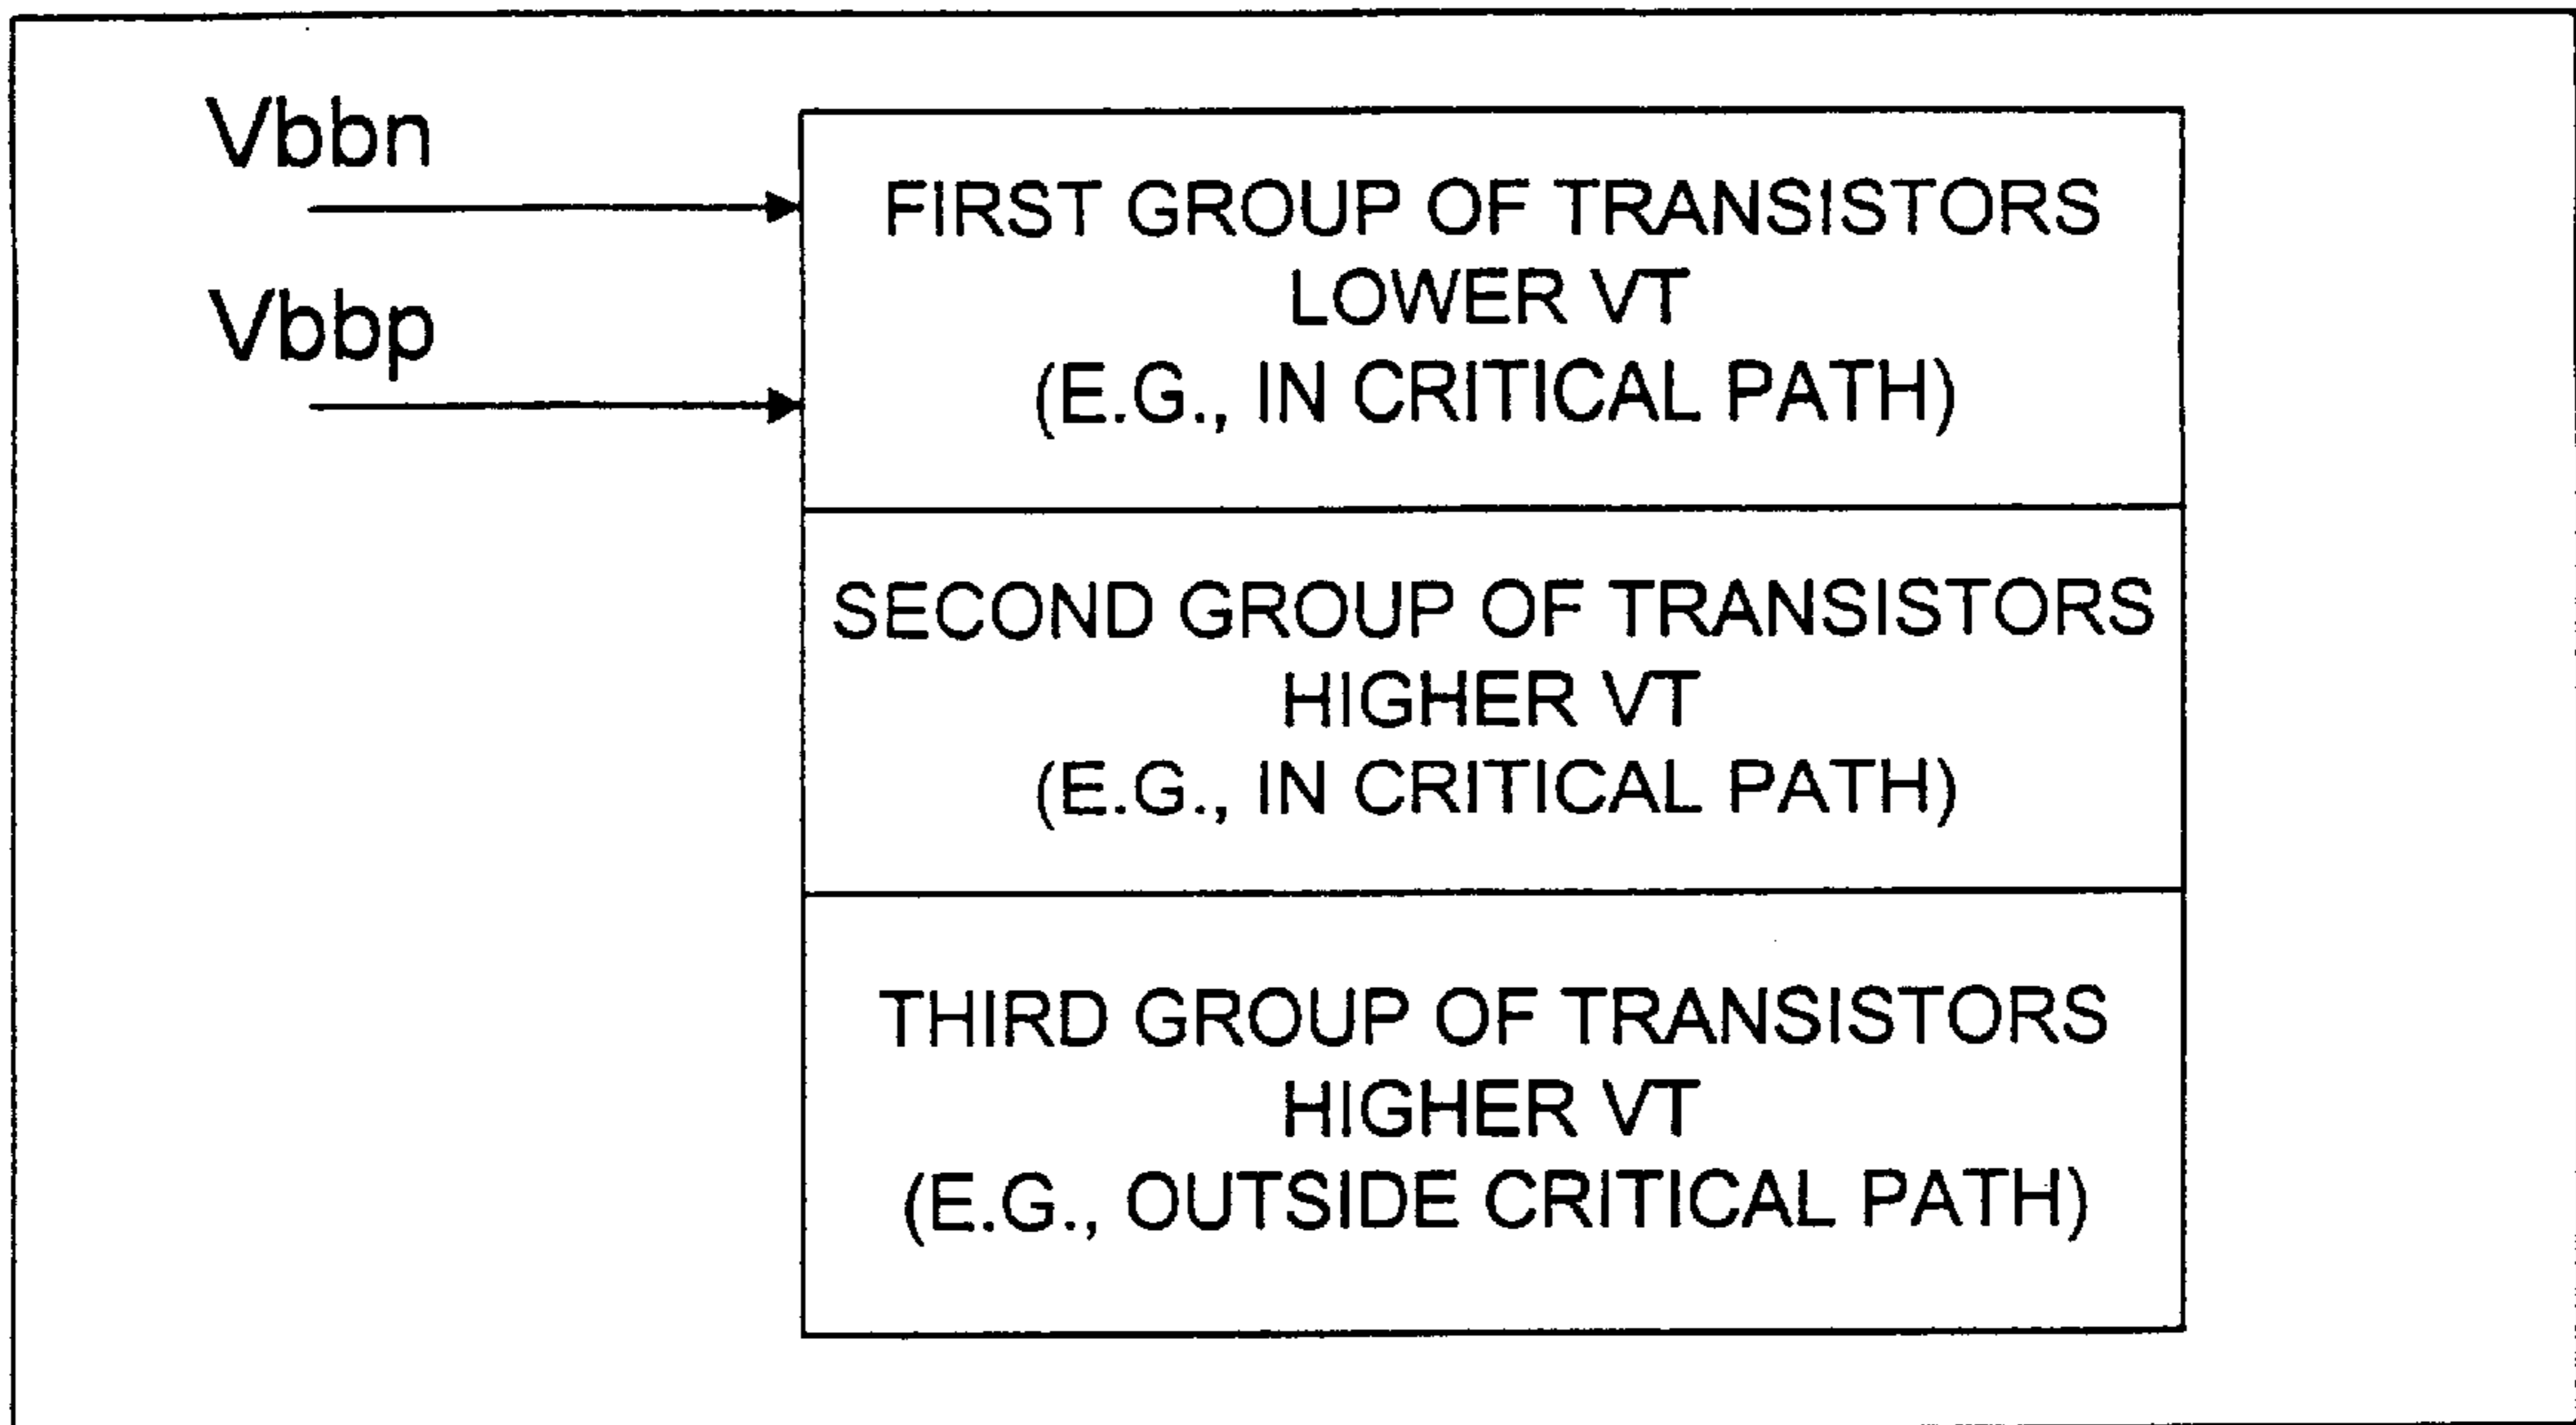 Vbbn
Vbbp
FIRST GROUP OF TRANSISTORS
LOWER VT
(E.G., IN CRITICAL PATH)
SECOND GROUP OF TRANSISTORS
HIGHER VT
(E.G., IN CRITICAL PATH)
THIRD GROUP OF TRANSISTORS
HIGHER VT
(E.G., OUTSIDE CRITICAL PATH)